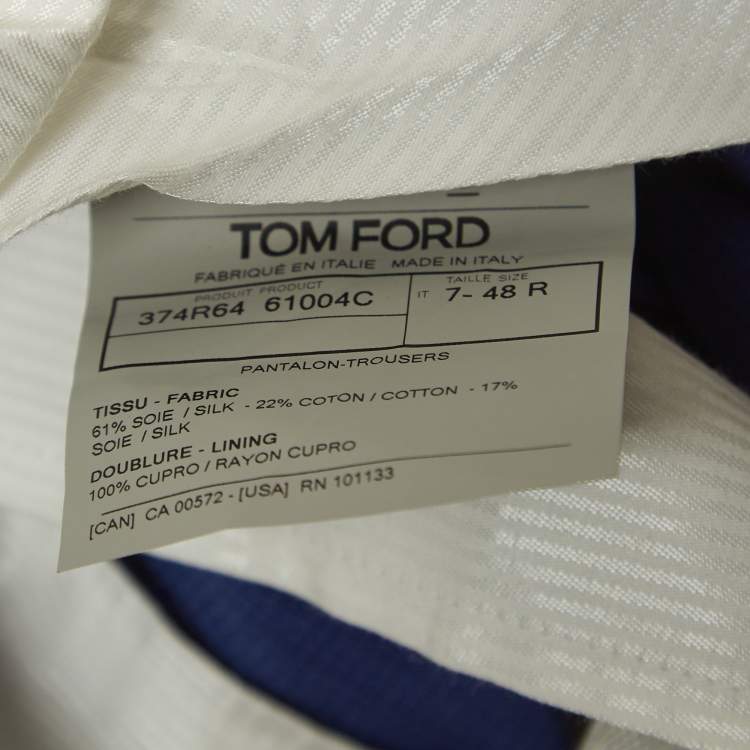 TOM FORD
FABRIQUÉ EN ITALIE MADE IN ITALY
PRODUIT PRODUCT
374R64 61004C
TAILLE SIZE
IT 7- 48 R
PANTALON-TROUSERS
TISSU - FABRIC
61% SOIE / SILK - 22% COTON / COTTON - 17%
SOIE / SILK
DOUBLURE - LINING
100% CUPRO / RAYON CUPRO
[CAN] CA 00572 - [USA] RN 101133